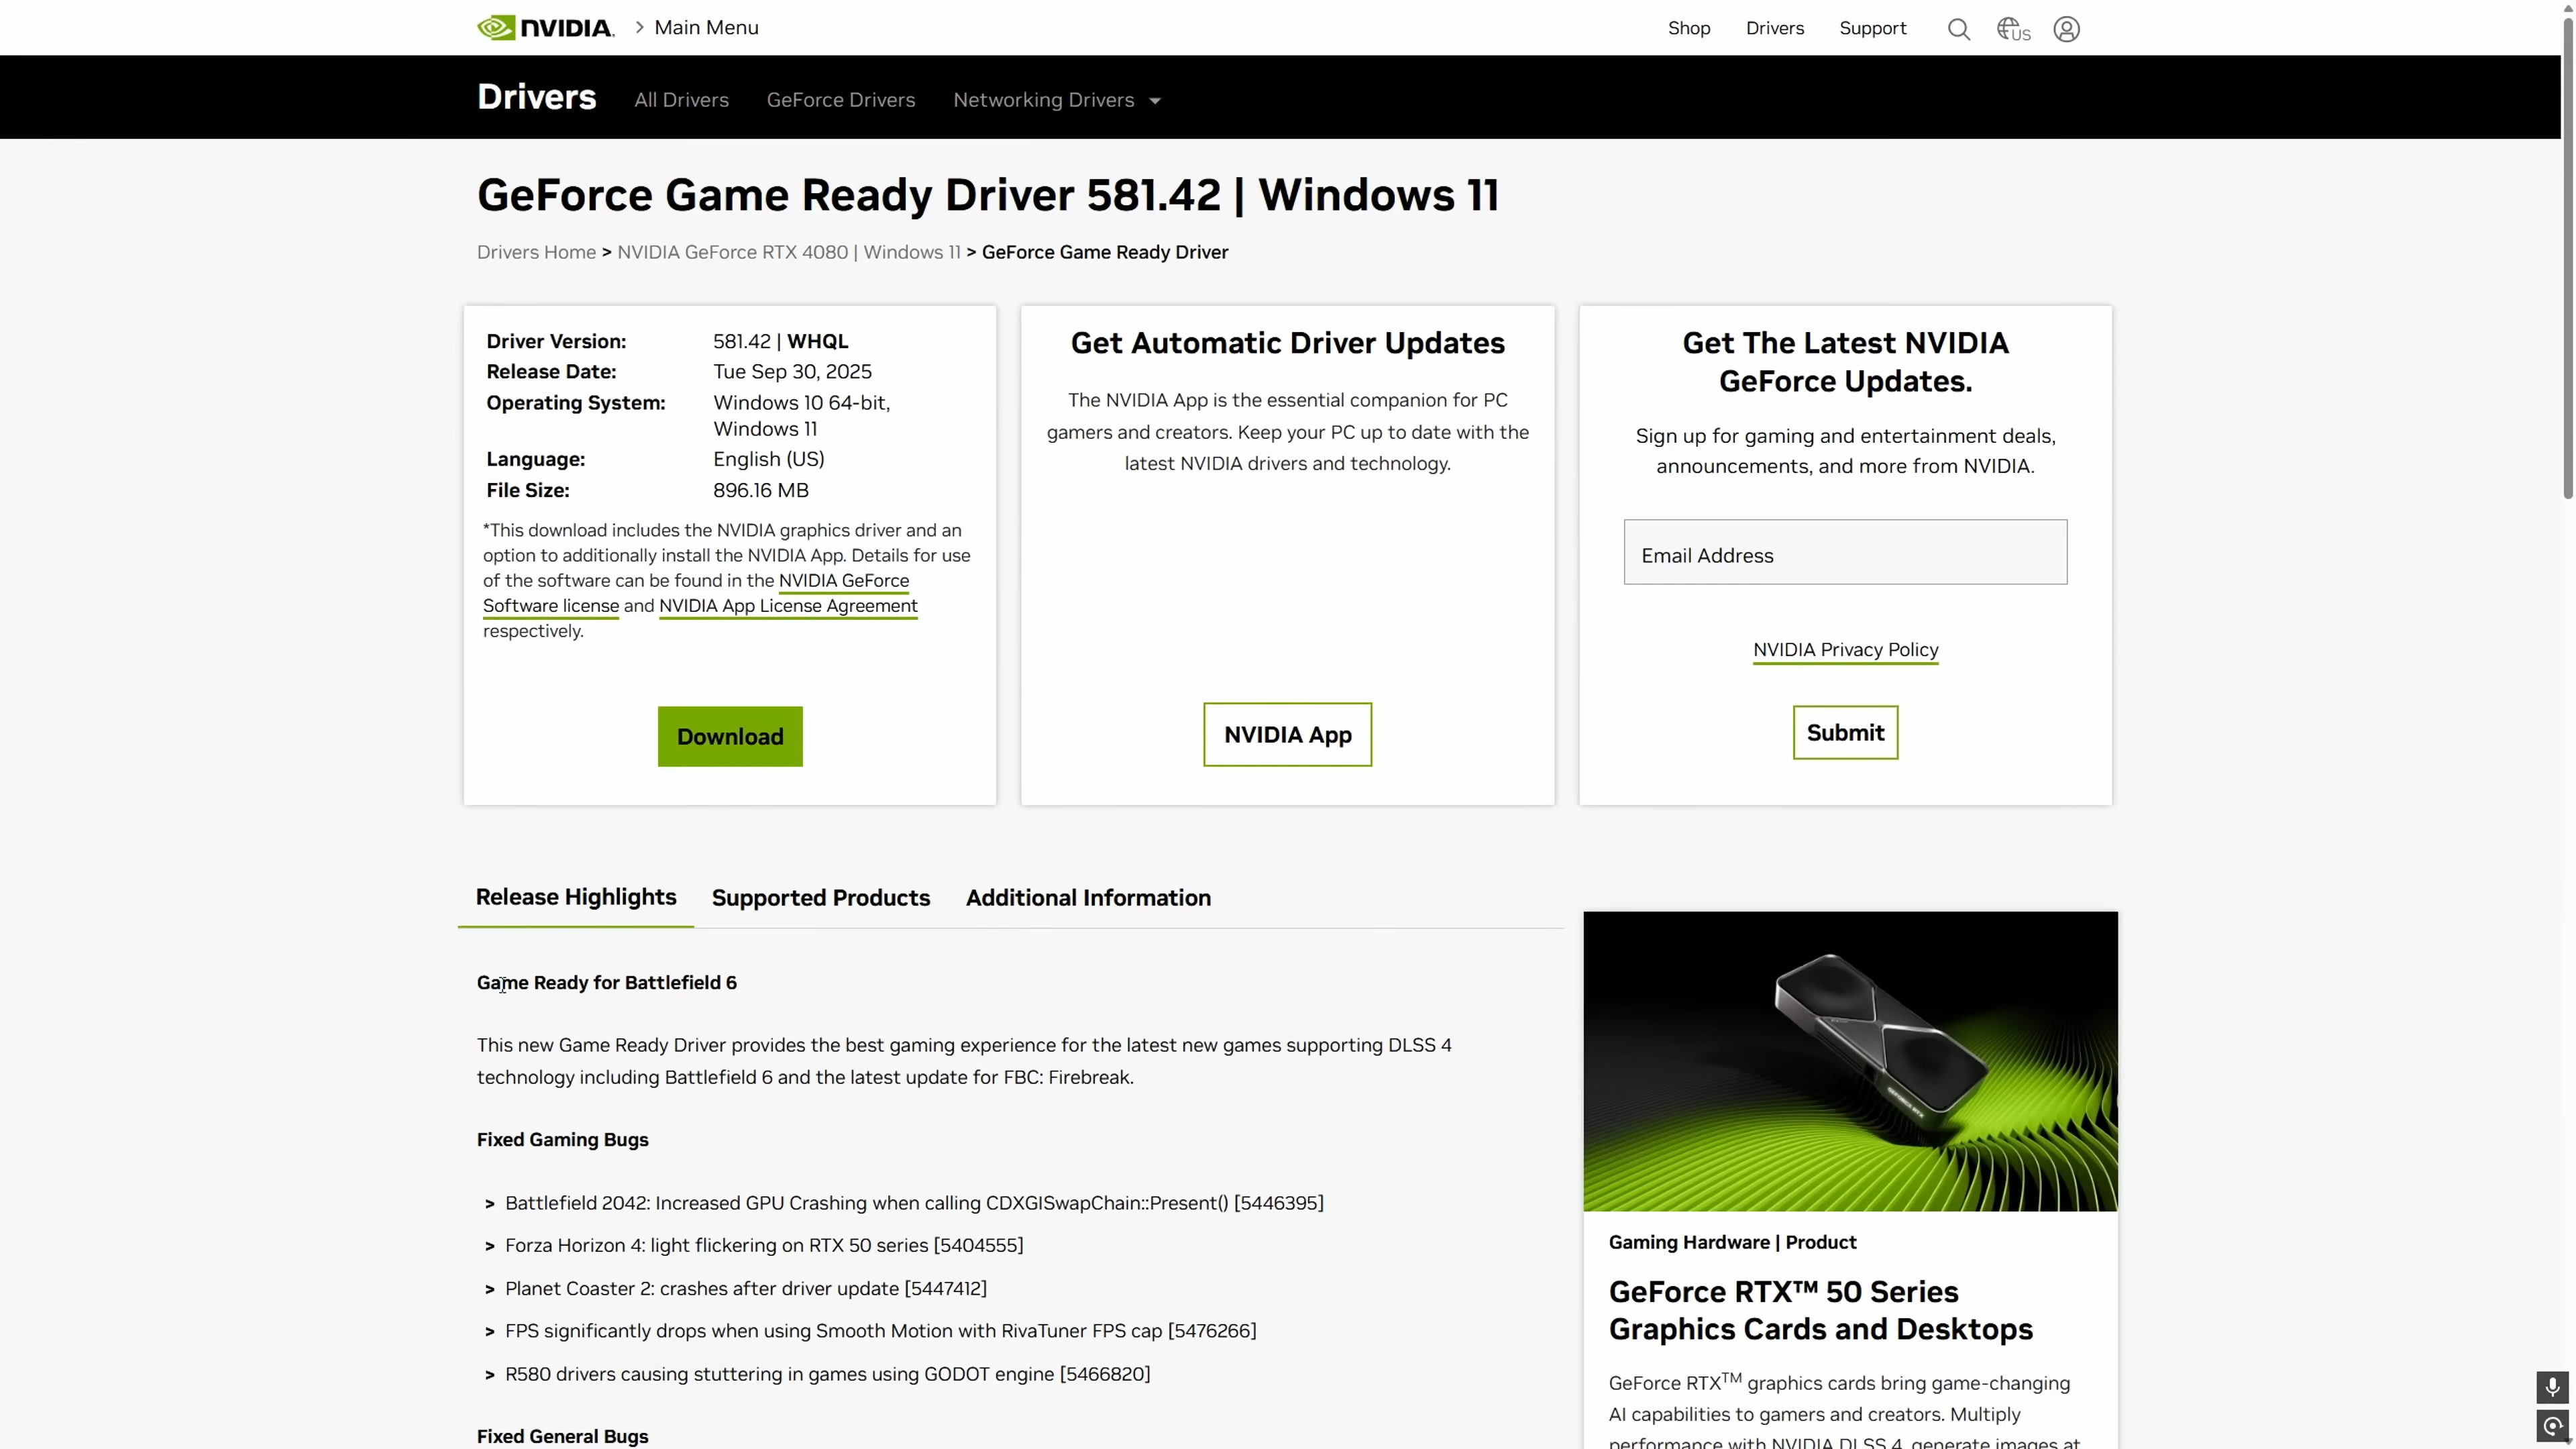 NVIDIA.
Main Menu
Shop
Drivers
Support
US
Drivers
All Drivers
GeForce Drivers
Networking Drivers
GeForce Game Ready Driver 581.42 | Windows 11
Drivers Home > NVIDIA GeForce RTX 4080 | Windows 11 > GeForce Game Ready Driver
Driver Version: 581.42 | WHQL
Release Date: Tue Sep 30, 2025
Operating System: Windows 10 64-bit,
Windows 11
Language: English (US)
File Size: 896.16 MB
*This download includes the NVIDIA graphics driver and an
option to additionally install the NVIDIA App. Details for use
of the software can be found in the NVIDIA GeForce
Software license and NVIDIA App License Agreement
respectively.
Download
Get Automatic Driver Updates
The NVIDIA App is the essential companion for PC
gamers and creators. Keep your PC up to date with the
latest NVIDIA drivers and technology.
NVIDIA App
Get The Latest NVIDIA
GeForce Updates.
Sign up for gaming and entertainment deals,
announcements, and more from NVIDIA.
Email Address
NVIDIA Privacy Policy
Submit
Release Highlights
Supported Products
Additional Information
Game Ready for Battlefield 6
This new Game Ready Driver provides the best gaming experience for the latest new games supporting DLSS 4
technology including Battlefield 6 and the latest update for FBC: Firebreak.
Fixed Gaming Bugs
> Battlefield 2042: Increased GPU Crashing when calling CDXGISwapChain::Present() [5446395]
> Forza Horizon 4: light flickering on RTX 50 series [5404555]
> Planet Coaster 2: crashes after driver update [5447412]
> FPS significantly drops when using Smooth Motion with RivaTuner FPS cap [5476266]
> R580 drivers causing stuttering in games using GODOT engine [5466820]
Fixed General Bugs
GEFORCE RTX
Gaming Hardware | Product
GeForce RTX™ 50 Series
Graphics Cards and Desktops
GeForce RTX™ graphics cards bring game-changing
AI capabilities to gamers and creators. Multiply
performance with NVIDIA DLSS 4, generate images at